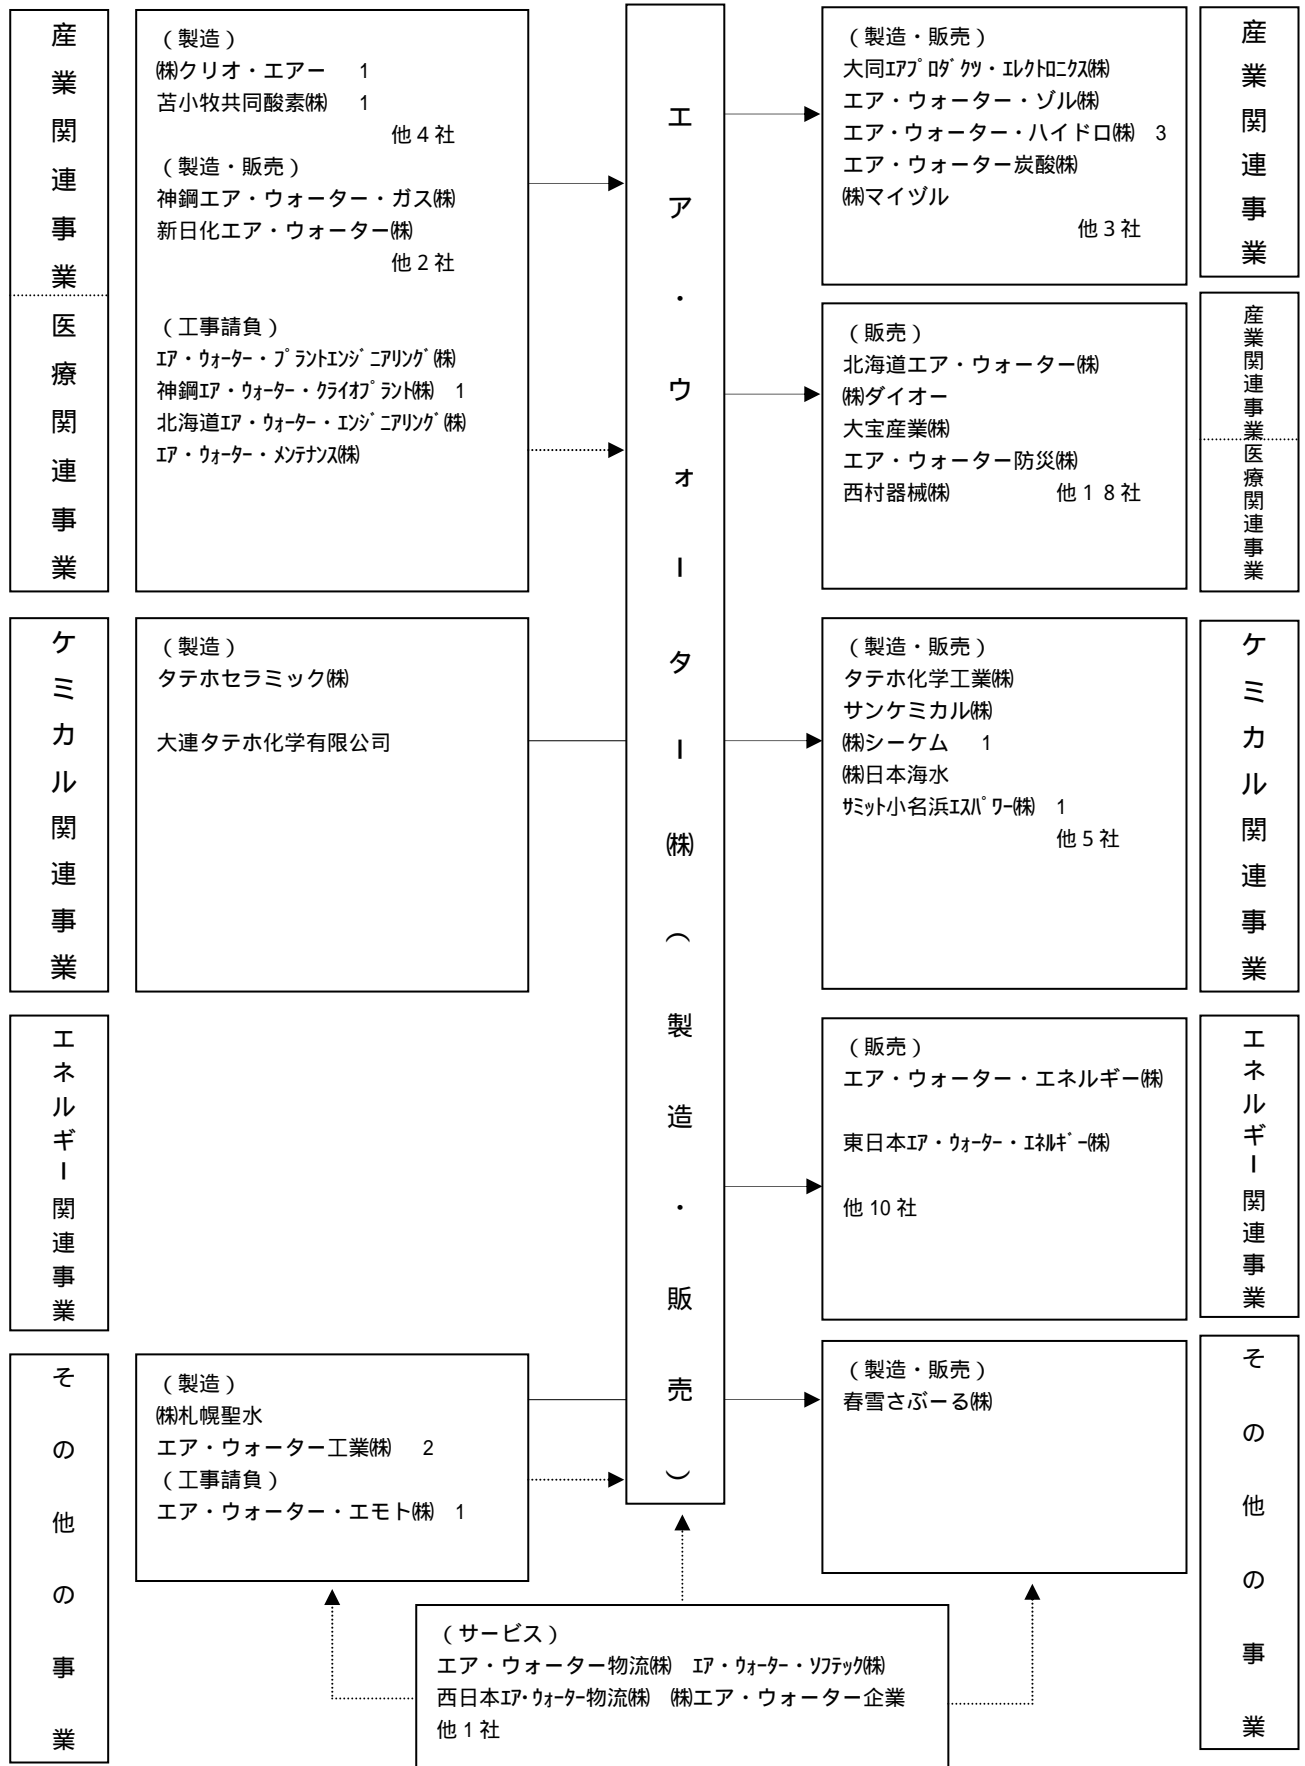 産業関連事業
医療関連事業
（製造）
㈱クリオ・エアー　1
苫小牧共同酸素㈱　1
他４社
（製造・販売）
神鋼エア・ウォーター・ガス㈱
新日化エア・ウォーター㈱
他２社
（工事請負）
ｴｱ・ｳｫｰﾀｰ・ﾌﾟﾗﾝﾄｴﾝｼﾞﾆｱﾘﾝｸﾞ㈱
神鋼ｴｱ・ｳｫｰﾀｰ・ｸﾗｲｵﾌﾟﾗﾝﾄ㈱　1
北海道ｴｱ・ｳｫｰﾀｰ・ｴﾝｼﾞﾆｱﾘﾝｸﾞ㈱
ｴｱ・ｳｫｰﾀｰ・ﾒﾝﾃﾅﾝｽ㈱
エア・ウォーター㈱（製造・販売）
（製造・販売）
大同ｴｱﾌﾟﾛﾀﾞｸﾂ・ｴﾚｸﾄﾛﾆｸｽ㈱
エア・ウォーター・ゾル㈱
エア・ウォーター・ハイドロ㈱　3
エア・ウォーター炭酸㈱
㈱マイヅル
他３社
産業関連事業
（販売）
北海道エア・ウォーター㈱
㈱ダイオー
大宝産業㈱
エア・ウォーター防災㈱
西村器械㈱　他１８社
産業関連事業
医療関連事業
ケミカル関連事業
（製造）
タテホセラミック㈱
大連タテホ化学有限公司
（製造・販売）
タテホ化学工業㈱
サンケミカル㈱
㈱シーケム　1
㈱日本海水
ｻﾐｯﾄ小名浜ｴｽﾊﾟﾜｰ㈱　1
他５社
ケミカル関連事業
エネルギー関連事業
（販売）
エア・ウォーター・エネルギー㈱
東日本ｴｱ・ｳｫｰﾀｰ・ｴﾈﾙｷﾞｰ㈱
他 10 社
エネルギー関連事業
その他の事業
（製造）
㈱札幌聖水
エア・ウォーター工業㈱　2
（工事請負）
エア・ウォーター・エモト㈱　1
（製造・販売）
春雪さぶーる㈱
その他の事業
（サービス）
エア・ウォーター物流㈱　ｴｱ・ｳｫｰﾀｰ・ｿﾌﾃｯｸ㈱
西日本ｴｱ・ｳｫｰﾀｰ物流㈱　㈱エア・ウォーター企業
他１社